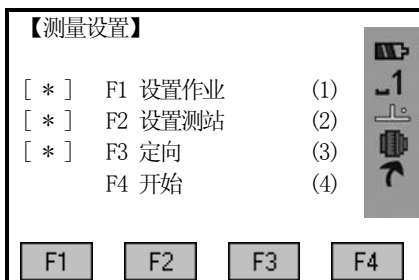 【测量设置】
[ * ] F1 设置作业 (1)
[ * ] F2 设置测站 (2)
[ * ] F3 定向 (3)
F4 开始 (4)
1
F1 F2 F3 F4